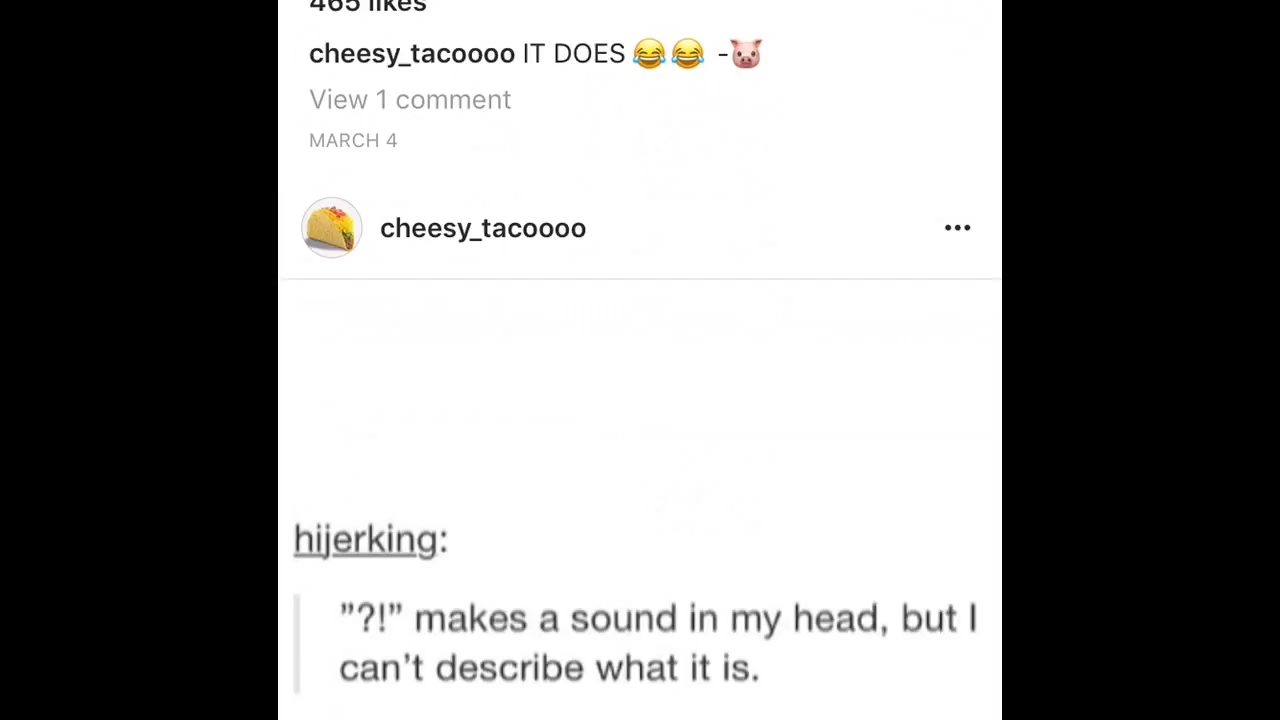 465 likes
cheesy_tacoooo IT DOES 😂😂 -🐷
View 1 comment
MARCH 4
cheesy_tacoooo
hijerking:
”?!” makes a sound in my head, but I
can’t describe what it is.